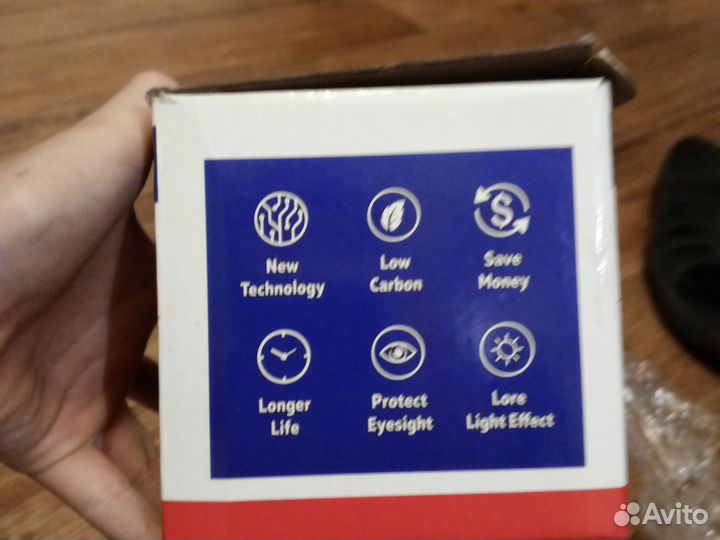 New
Technology
Low
Carbon
Save
Money
Longer
Life
Protect
Eyesight
Lore
Light Effect
Avito